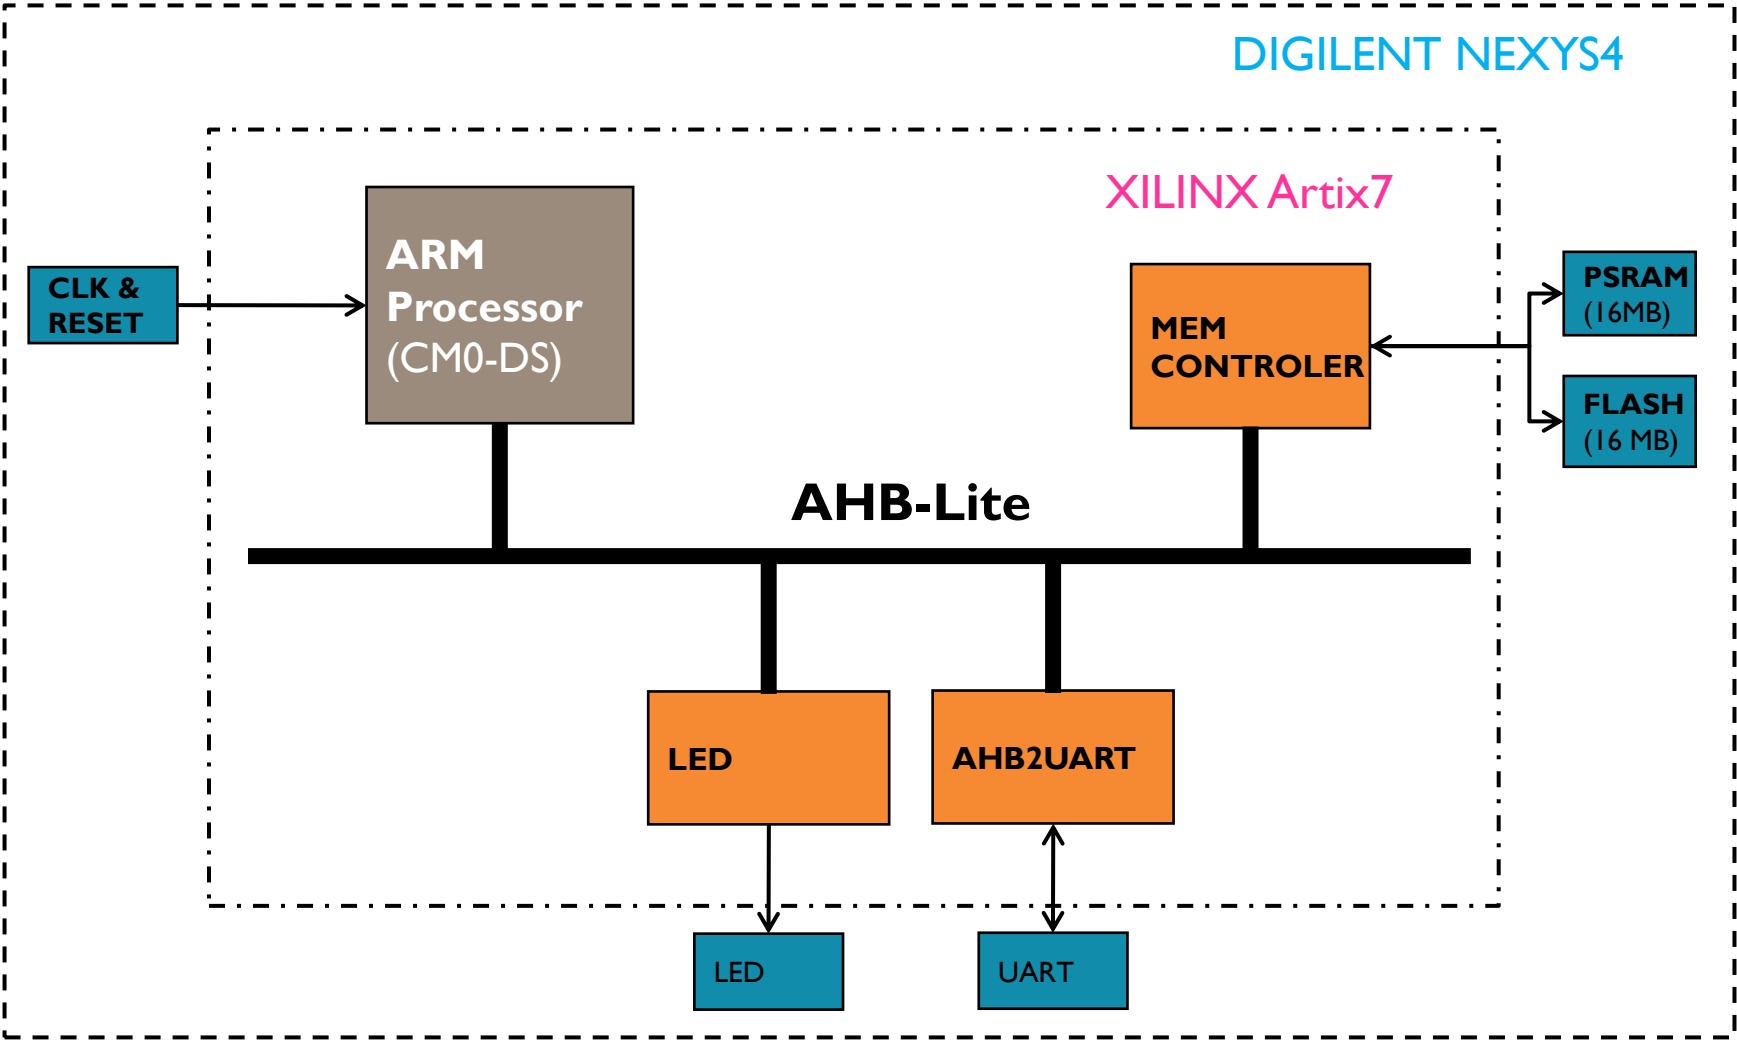 DIGILENT NEXYS4
XILINX Artix7
ARM
Processor
(CM0-DS)
CLK &
RESET
MEM
CONTROLER
PSRAM
(16MB)
FLASH
(16 MB)
AHB-Lite
LED
AHB2UART
LED
UART